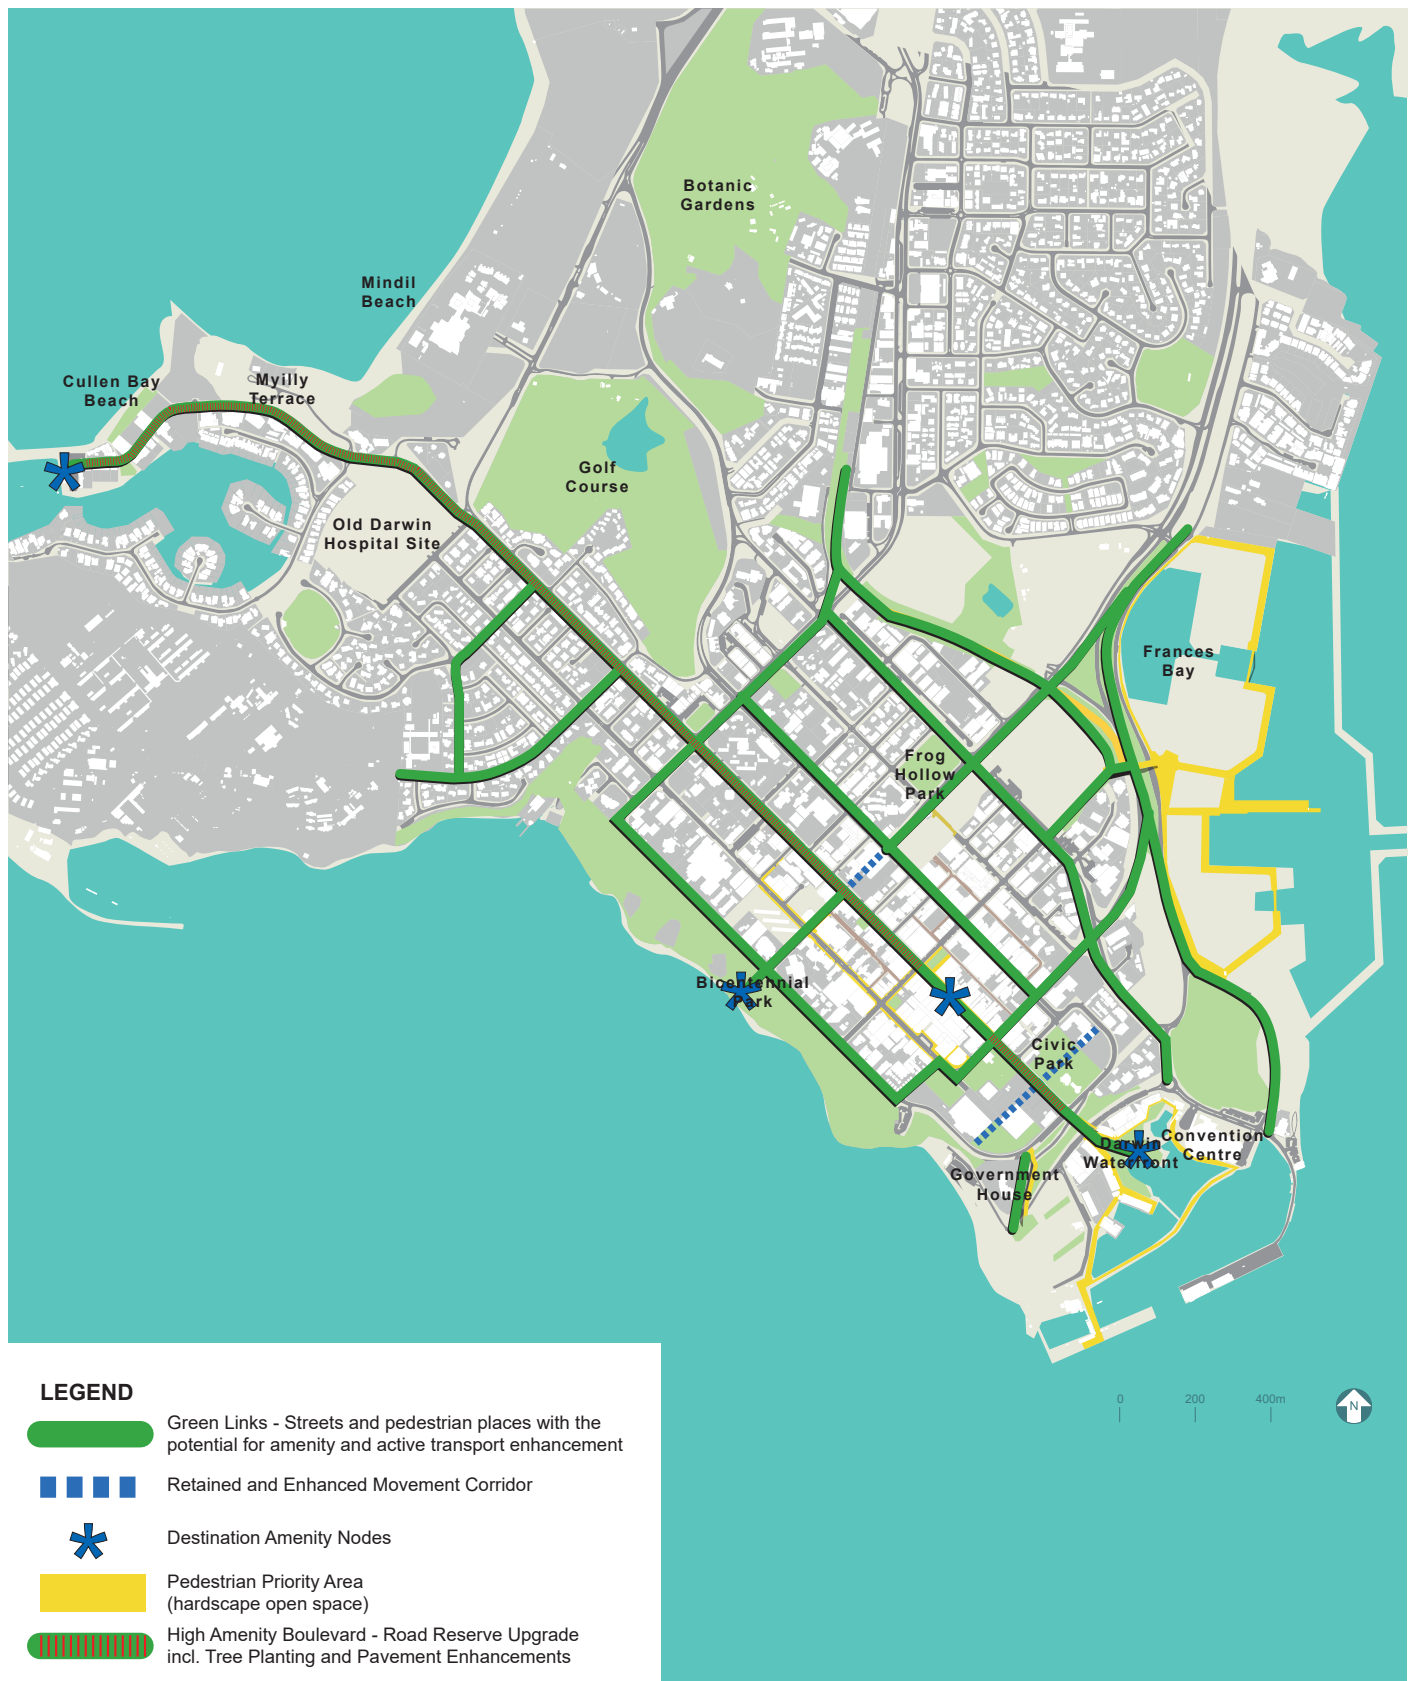 Botanic
Gardens
Mindil
Beach
Cullen Bay
Beach
Myilly
Terrace
Golf
Course
Old Darwin
Hospital Site
Frances
Bay
Frog
Hollow
Park
Bicentennial
Park
Civic
Park
Darwin
Waterfront
Convention
Centre
Government
House
0 200 400m
N
LEGEND
Green Links - Streets and pedestrian places with the
potential for amenity and active transport enhancement
Retained and Enhanced Movement Corridor
Destination Amenity Nodes
Pedestrian Priority Area
(hardscape open space)
High Amenity Boulevard - Road Reserve Upgrade
incl. Tree Planting and Pavement Enhancements